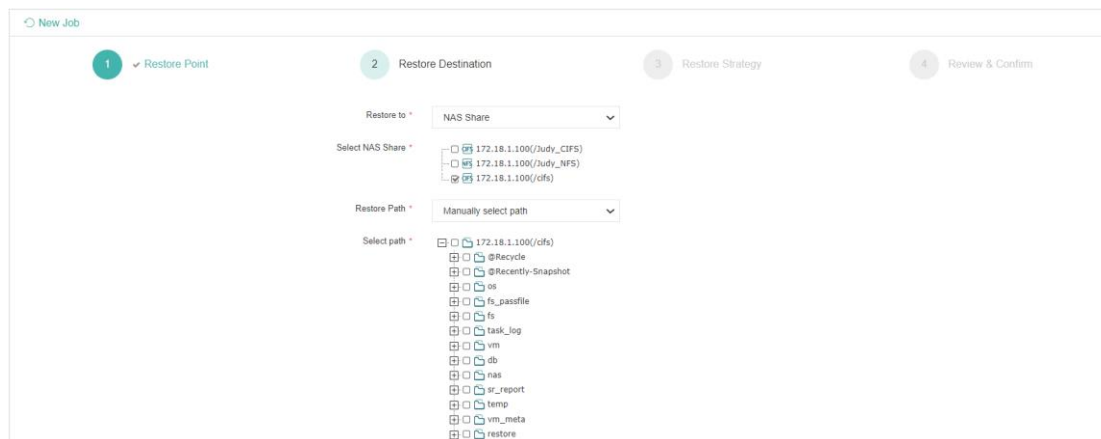 New Job
1 Restore Point 2 Restore Destination 3 Restore Strategy 4 Review & Confirm
Restore to * NAS Share
Select NAS Share * CIFS 172.18.1.100(/Judy_CIFS)
NFS 172.18.1.100(/Judy_NFS)
CIFS 172.18.1.100(/cifs)
Restore Path * Manually select path
Select path * 172.18.1.100(/cifs)
@Recycle
@Recently-Snapshot
os
fs_passfile
fs
task_log
vm
db
nas
sr_report
temp
vm_meta
restore